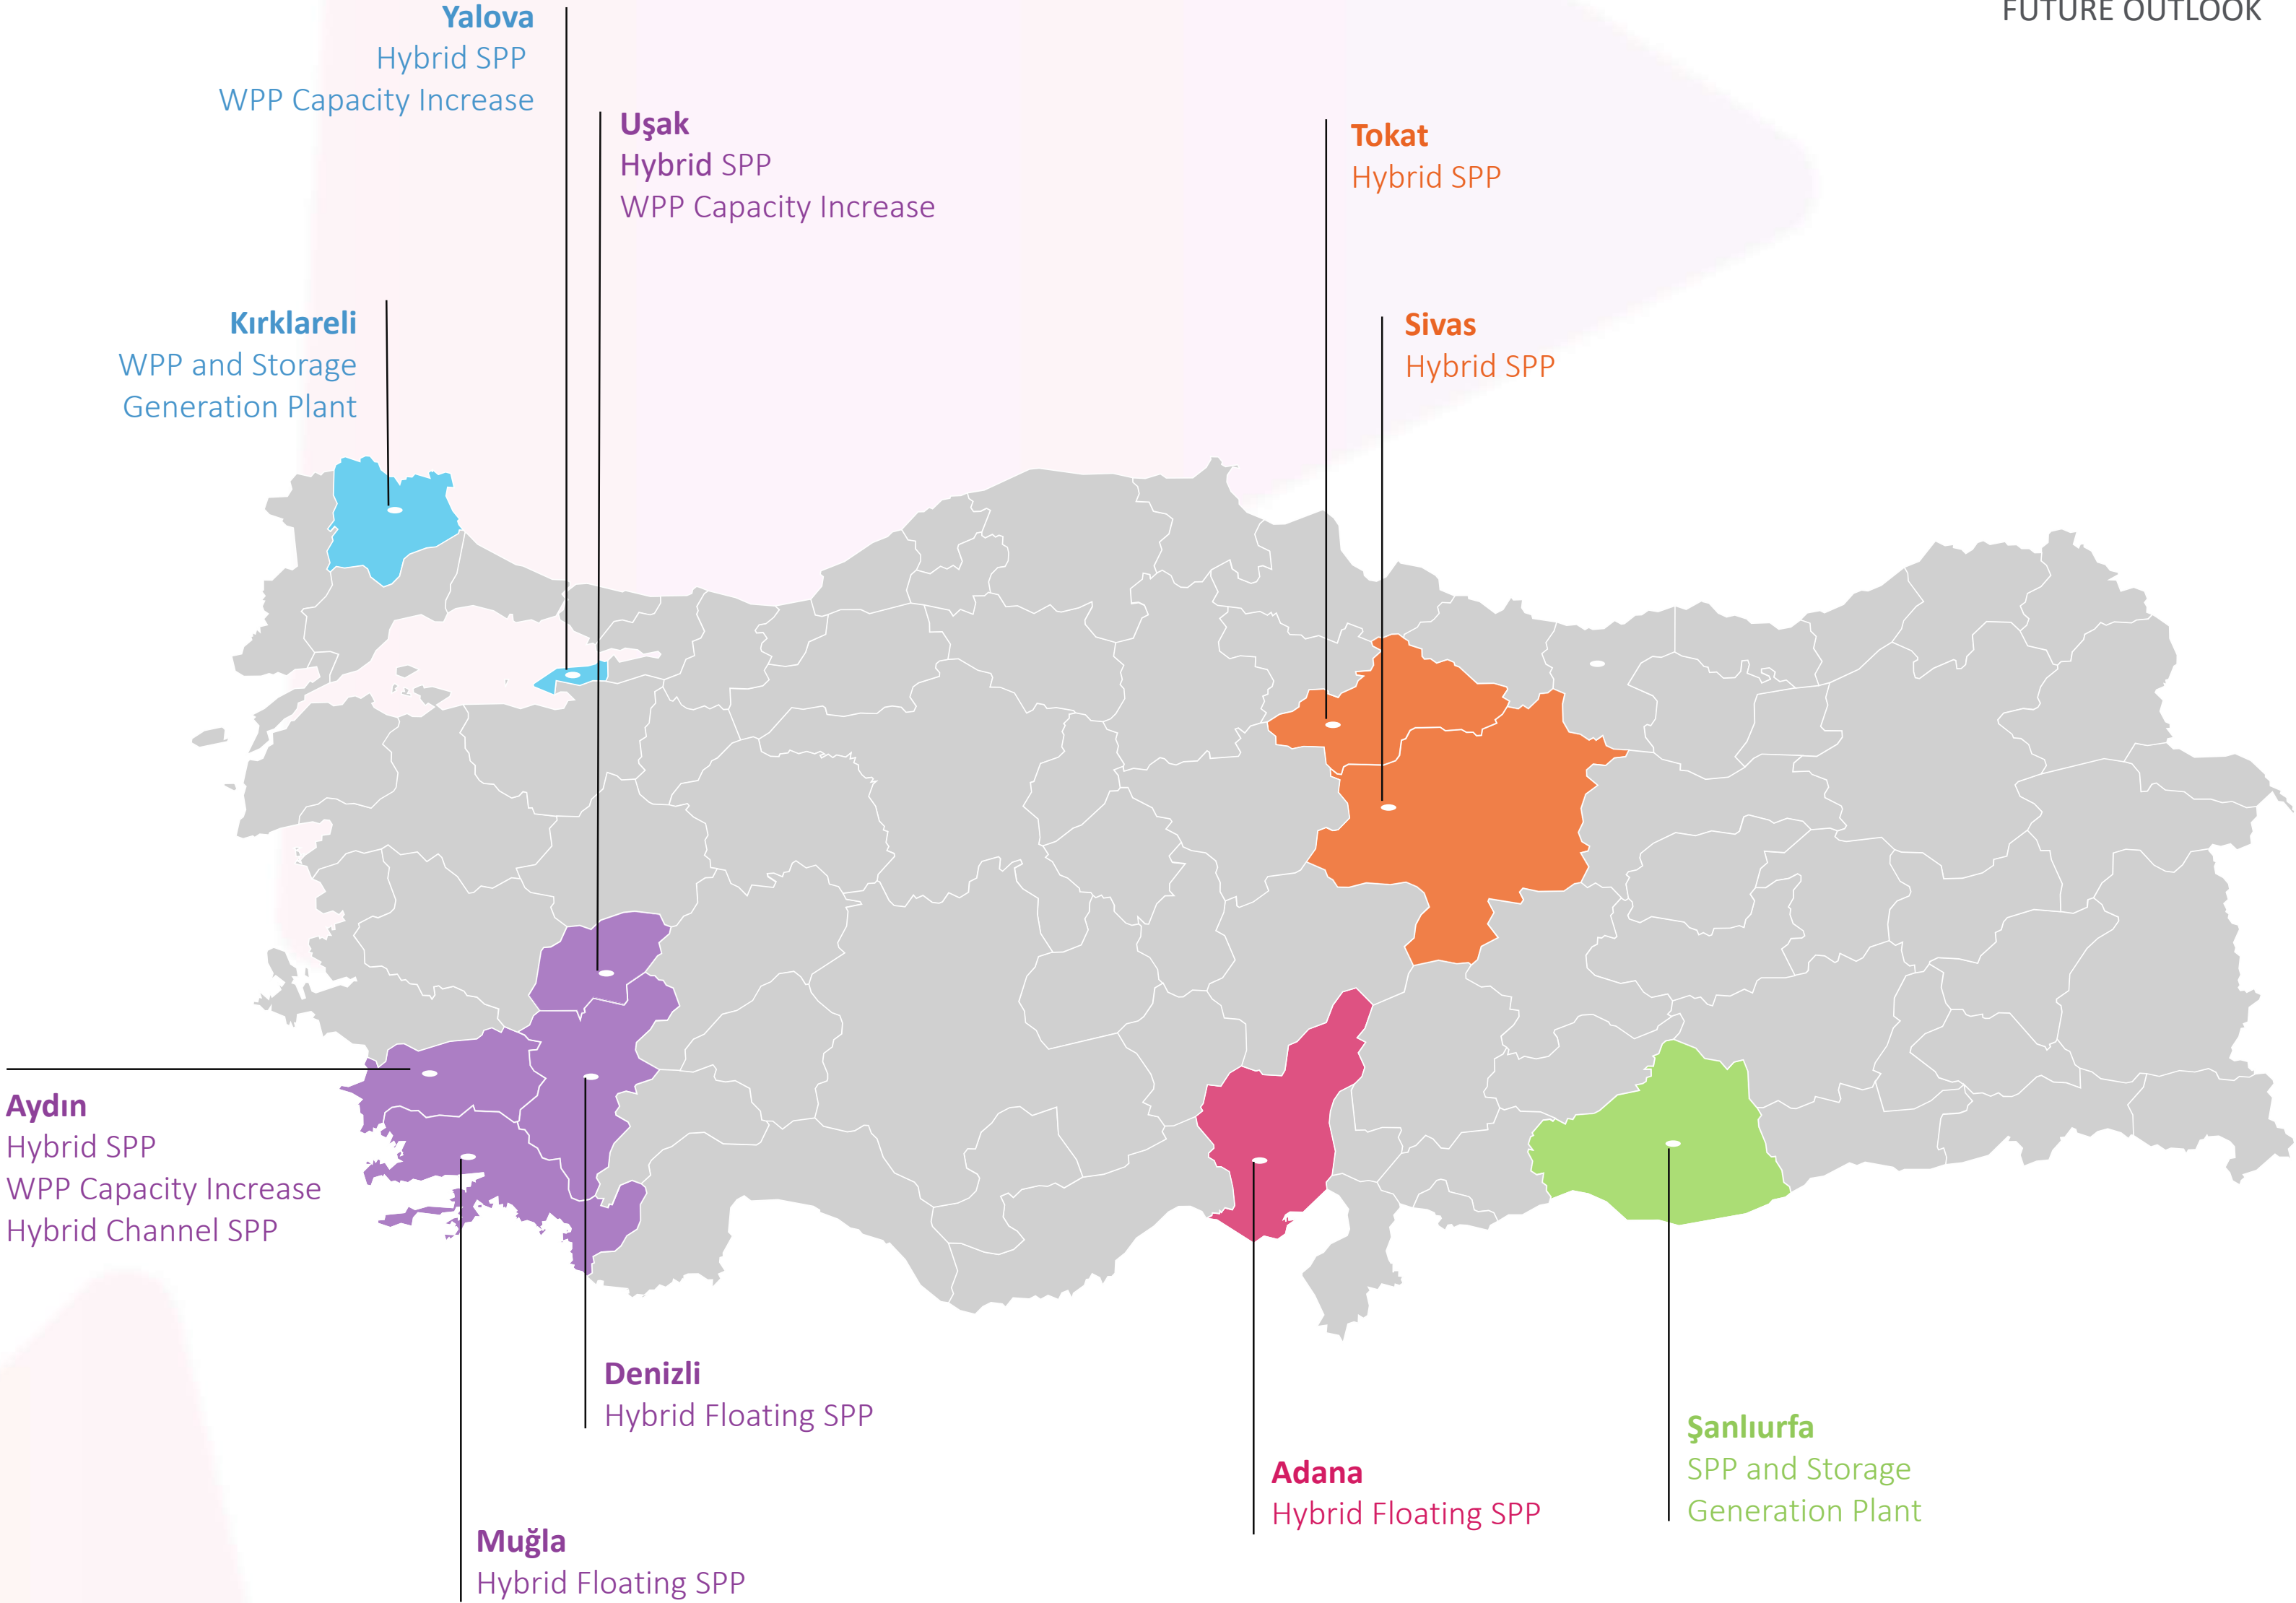 FUTURE OUTLOOK
Yalova
Hybrid SPP
WPP Capacity Increase
Uşak
Hybrid SPP
WPP Capacity Increase
Tokat
Hybrid SPP
Kırklareli
WPP and Storage
Generation Plant
Sivas
Hybrid SPP
Aydın
Hybrid SPP
WPP Capacity Increase
Hybrid Channel SPP
Denizli
Hybrid Floating SPP
Muğla
Hybrid Floating SPP
Adana
Hybrid Floating SPP
Şanlıurfa
SPP and Storage
Generation Plant